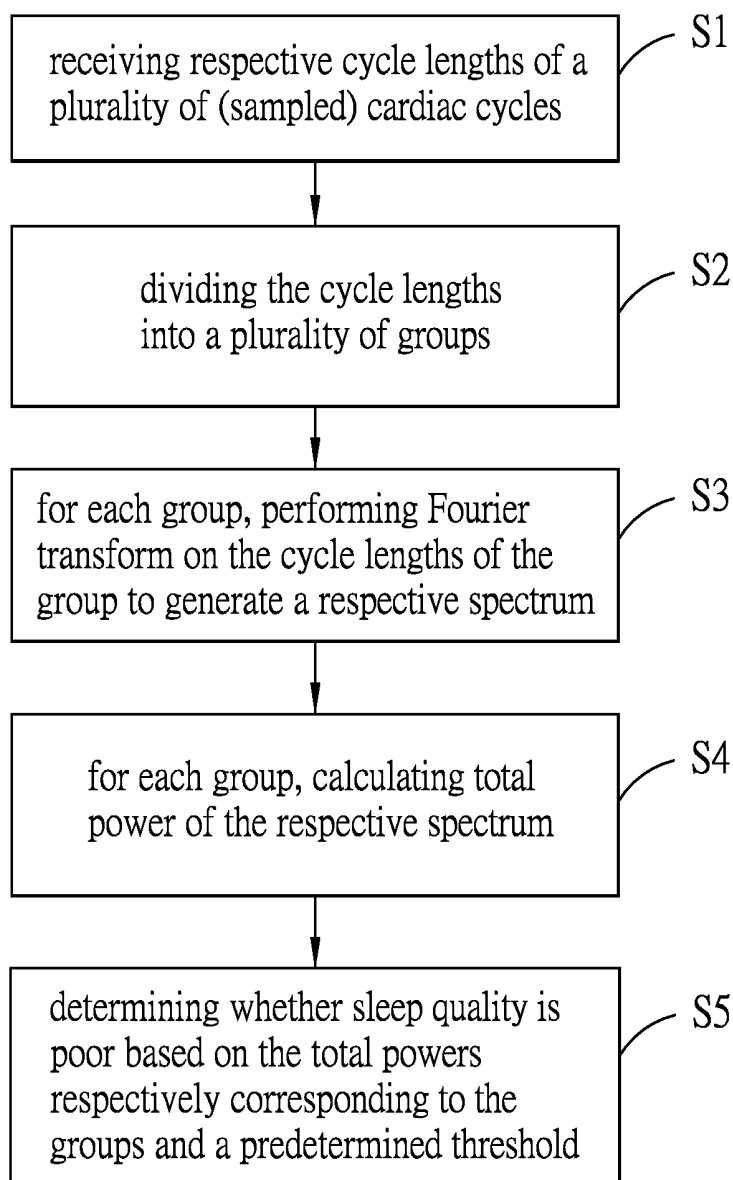 receiving respective cycle lengths of a
plurality of (sampled) cardiac cycles
S1
dividing the cycle lengths
into a plurality of groups
S2
for each group, performing Fourier
transform on the cycle lengths of the
group to generate a respective spectrum
S3
for each group, calculating total
power of the respective spectrum
S4
determining whether sleep quality is
poor based on the total powers
respectively corresponding to the
groups and a predetermined threshold
S5